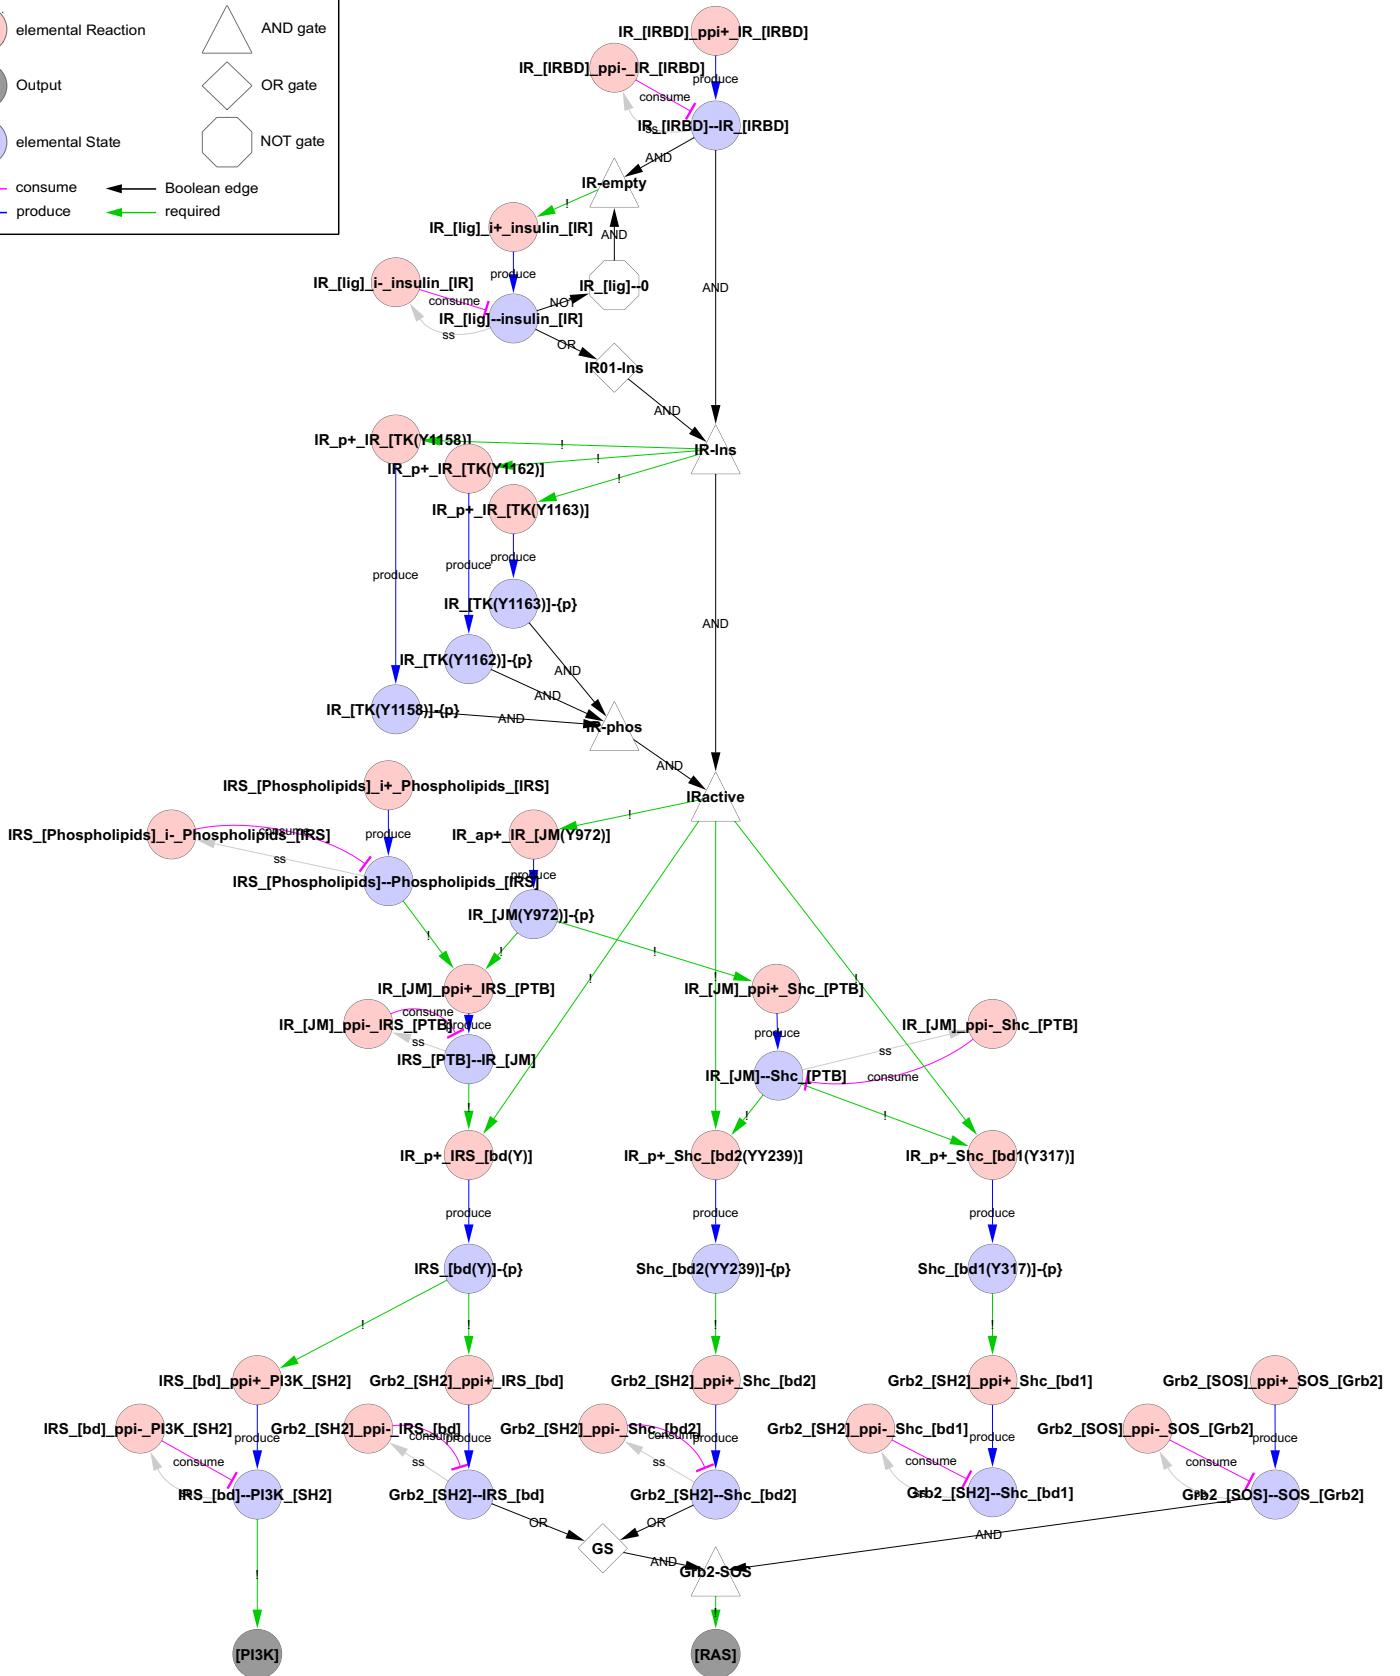 elemental Reaction
AND gate
Output
OR gate
elemental State
NOT gate
consume
Boolean edge
produce
required
IR_[IRBD]_ppi+_IR_[IRBD]
IR_[IRBD]_ppi-_IR_[IRBD]
produce
consume
IR_[IRBD]--IR_[IRBD]
ss
AND
IR-empty
!
IR_[lig]_i+_insulin_[IR]
AND
produce
IR_[lig]_i-_insulin_[IR]
IR_[lig]--0
AND
consume
NOT
IR_[lig]--insulin_[IR]
ss
OR
IR01-Ins
AND
IR_p+_IR_[TK(Y1158)]
!
IR-Ins
!
IR_p+_IR_[TK(Y1162)]
!
IR_p+_IR_[TK(Y1163)]
produce
produce
produce
IR_[TK(Y1163)]-{p}
AND
IR_[TK(Y1162)]-{p}
AND
AND
IR_[TK(Y1158)]-{p}
AND
IR-phos
AND
IRS_[Phospholipids]_i+_Phospholipids_[IRS]
IRactive
!
IRS_[Phospholipids]_i-_Phospholipids_[IRS]
consume
produce
IR_ap+_IR_[JM(Y972)]
ss
produce
IRS_[Phospholipids]--Phospholipids_[IRS]
IR_[JM(Y972)]-{p}
!
!
!
!
!
!
IR_[JM]_ppi+_IRS_[PTB]
IR_[JM]_ppi+_Shc_[PTB]
consume
IR_[JM]_ppi-_IRS_[PTB]
produce
IR_[JM]_ppi-_Shc_[PTB]
produce
ss
ss
IRS_[PTB]--IR_[JM]
IR_[JM]--Shc_[PTB]
consume
!
!
!
IR_p+_IRS_[bd(Y)]
IR_p+_Shc_[bd2(YY239)]
IR_p+_Shc_[bd1(Y317)]
produce
produce
produce
IRS_[bd(Y)]-{p}
Shc_[bd2(YY239)]-{p}
Shc_[bd1(Y317)]-{p}
!
!
!
!
IRS_[bd]_ppi+_PI3K_[SH2]
Grb2_[SH2]_ppi+_IRS_[bd]
Grb2_[SH2]_ppi+_Shc_[bd2]
Grb2_[SH2]_ppi+_Shc_[bd1]
Grb2_[SOS]_ppi+_SOS_[Grb2]
IRS_[bd]_ppi-_PI3K_[SH2]
Grb2_[SH2]_ppi-_IRS_[bd]
Grb2_[SH2]_ppi-_Shc_[bd2]
Grb2_[SH2]_ppi-_Shc_[bd1]
Grb2_[SOS]_ppi-_SOS_[Grb2]
produce
consume
produce
consume
produce
produce
produce
consume
ss
ss
consume
consume
IRS_[bd]--PI3K_[SH2]
Grb2_[SH2]--IRS_[bd]
Grb2_[SH2]--Shc_[bd2]
Grb2_[SH2]--Shc_[bd1]
Grb2_[SOS]--SOS_[Grb2]
OR
OR
AND
GS
AND
Grb2-SOS
!
!
[PI3K]
[RAS]